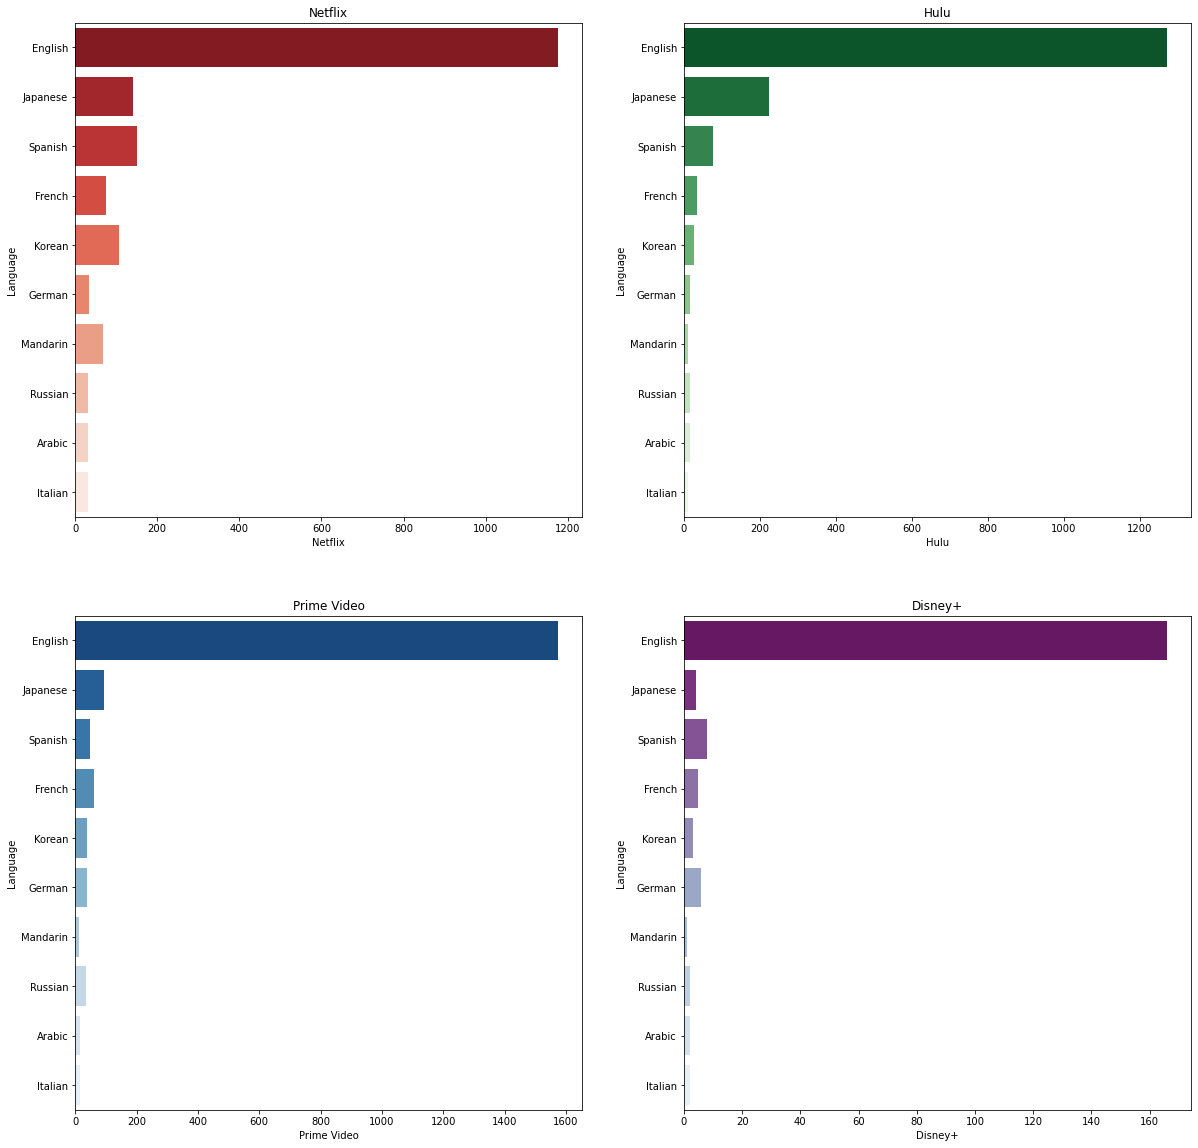 Netflix
English
Japanese
Spanish
French
Korean
German
Mandarin
Russian
Arabic
Italian
Language
0 200 400 600 800 1000 1200
Netflix
Hulu
English
Japanese
Spanish
French
Korean
German
Mandarin
Russian
Arabic
Italian
Language
0 200 400 600 800 1000 1200
Hulu
Prime Video
English
Japanese
Spanish
French
Korean
German
Mandarin
Russian
Arabic
Italian
Language
0 200 400 600 800 1000 1200 1400 1600
Prime Video
Disney+
English
Japanese
Spanish
French
Korean
German
Mandarin
Russian
Arabic
Italian
Language
0 20 40 60 80 100 120 140 160
Disney+